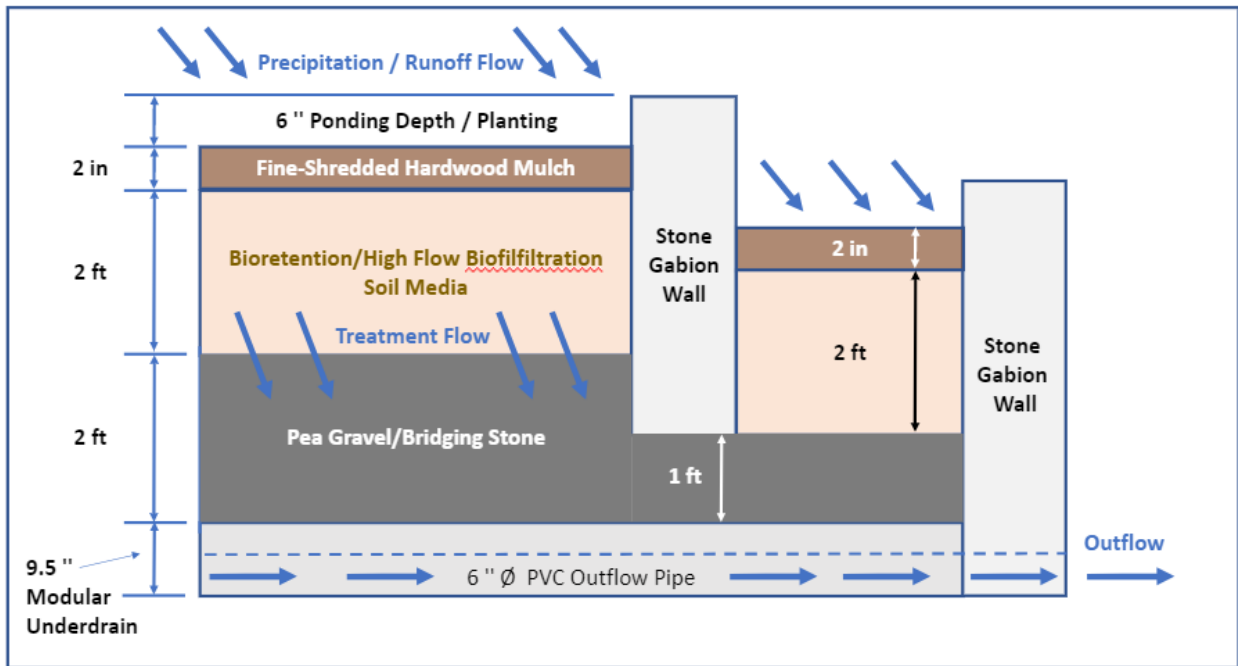 Precipitation / Runoff Flow
6 '' Ponding Depth / Planting
2 in
Fine-Shredded Hardwood Mulch
2 ft
Bioretention/High Flow Biofilfiltration
Soil Media
Treatment Flow
2 ft
Pea Gravel/Bridging Stone
Stone
Gabion
Wall
2 in
2 ft
1 ft
Stone
Gabion
Wall
9.5 ''
Modular
Underdrain
6 '' Ø PVC Outflow Pipe
Outflow